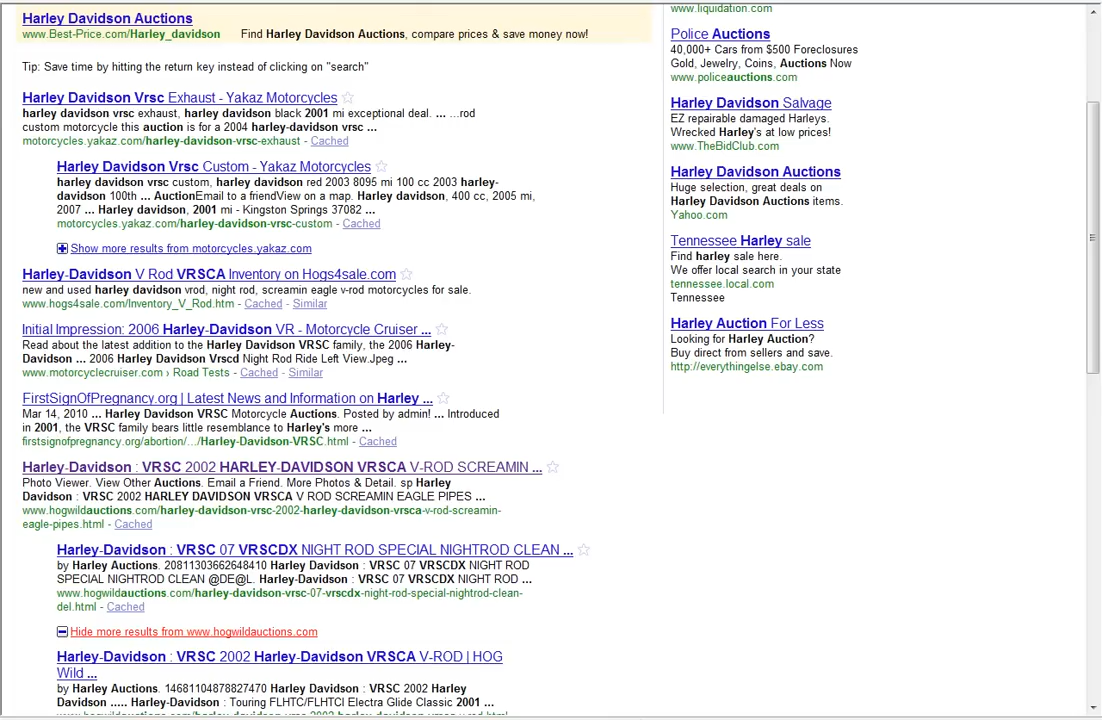 Harley Davidson Auctions
www.Best-Price.com/Harley_davidson Find Harley Davidson Auctions, compare prices & save money now!
Tip: Save time by hitting the return key instead of clicking on "search"
Harley Davidson Vrsc Exhaust - Yakaz Motorcycles
harley davidson vrsc exhaust, harley davidson black 2001 mi exceptional deal. ... ...rod
custom motorcycle this auction is for a 2004 harley-davidson vrsc ...
motorcycles.yakaz.com/harley-davidson-vrsc-exhaust - Cached
Harley Davidson Vrsc Custom - Yakaz Motorcycles
harley davidson vrsc custom, harley davidson red 2003 8095 mi 100 cc 2003 harley-
davidson 100th ... AuctionEmail to a friendView on a map. Harley davidson, 400 cc, 2005 mi,
2007 ... Harley davidson, 2001 mi - Kingston Springs 37082 ...
motorcycles.yakaz.com/harley-davidson-vrsc-custom - Cached
Show more results from motorcycles.yakaz.com
Harley-Davidson V Rod VRSCA Inventory on Hogs4sale.com
new and used harley davidson vrod, night rod, screamin eagle v-rod motorcycles for sale.
www.hogs4sale.com/Inventory_V_Rod.htm - Cached - Similar
Initial Impression: 2006 Harley-Davidson VR - Motorcycle Cruiser ...
Read about the latest addition to the Harley Davidson VRSC family, the 2006 Harley-
Davidson ... 2006 Harley Davidson Vrscd Night Rod Ride Left View.Jpeg ...
www.motorcyclecruiser.com › Road Tests - Cached - Similar
FirstSignOfPregnancy.org | Latest News and Information on Harley ...
Mar 14, 2010 ... Harley Davidson VRSC Motorcycle Auctions. Posted by admin! ... Introduced
in 2001, the VRSC family bears little resemblance to Harley's more ...
firstsignofpregnancy.org/abortion/.../Harley-Davidson-VRSC.html - Cached
Harley-Davidson : VRSC 2002 HARLEY-DAVIDSON VRSCA V-ROD SCREAMIN ...
Photo Viewer. View Other Auctions. Email a Friend. More Photos & Detail. sp Harley
Davidson : VRSC 2002 HARLEY DAVIDSON VRSCA V ROD SCREAMIN EAGLE PIPES ...
www.hogwildauctions.com/harley-davidson-vrsc-2002-harley-davidson-vrsca-v-rod-screamin-
eagle-pipes.html - Cached
Harley-Davidson : VRSC 07 VRSCDX NIGHT ROD SPECIAL NIGHTROD CLEAN ...
by Harley Auctions. 2081130362648410 Harley Davidson : VRSC 07 VRSCDX NIGHT ROD
SPECIAL NIGHTROD CLEAN @DE@L. Harley-Davidson : VRSC 07 VRSCDX NIGHT ROD ...
www.hogwildauctions.com/harley-davidson-vrsc-07-vrscdx-night-rod-special-nightrod-clean-
del.html - Cached
Hide more results from www.hogwildauctions.com
Harley-Davidson : VRSC 2002 Harley-Davidson VRSCA V-ROD | HOG
Wild ...
by Harley Auctions. 14681104878827470 Harley Davidson : VRSC 2002 Harley
Davidson ..... Harley-Davidson : Touring FLHTC/FLHTCI Electra Glide Classic 2001 ...
www.liquidation.com
Police Auctions
40,000+ Cars from $500 Foreclosures
Gold, Jewelry, Coins, Auctions Now
www.policeauctions.com
Harley Davidson Salvage
EZ repairable damaged Harleys.
Wrecked Harley's at low prices!
www.TheBidClub.com
Harley Davidson Auctions
Huge selection, great deals on
Harley Davidson Auctions items.
Yahoo.com
Tennessee Harley sale
Find harley sale here.
We offer local search in your state
tennessee.local.com
Tennessee
Harley Auction For Less
Looking for Harley Auction?
Buy direct from sellers and save.
http://everythingelse.ebay.com